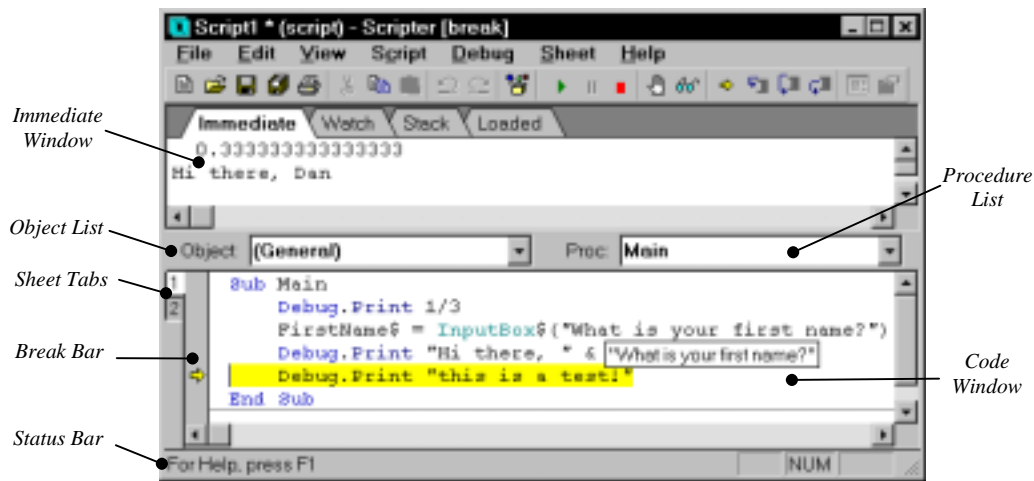 Script1 * (script) - Scripter [break]
File Edit View Script Debug Sheet Help
Immediate Watch Stack Loaded
0.333333333333333
Hi there, Dan
Object: (General) Proc: Main
1
2
Sub Main
Debug.Print 1/3
FirstName$ = InputBox$("What is your first name?")
Debug.Print "Hi there, " & "What is your first name?"
Debug.Print "this is a test!"
End Sub
For Help, press F1 NUM
Immediate
Window
Object List
Sheet Tabs
Break Bar
Status Bar
Procedure
List
Code
Window